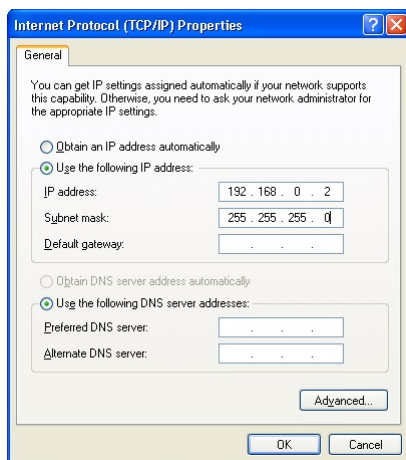 Internet Protocol (TCP/IP) Properties
General
You can get IP settings assigned automatically if your network supports
this capability. Otherwise, you need to ask your network administrator for
the appropriate IP settings.
Obtain an IP address automatically
Use the following IP address:
IP address: 192 . 168 . 0 . 2
Subnet mask: 255 . 255 . 255 . 0
Default gateway: . . .
Obtain DNS server address automatically
Use the following DNS server addresses:
Preferred DNS server: . . .
Alternate DNS server: . . .
Advanced...
OK Cancel